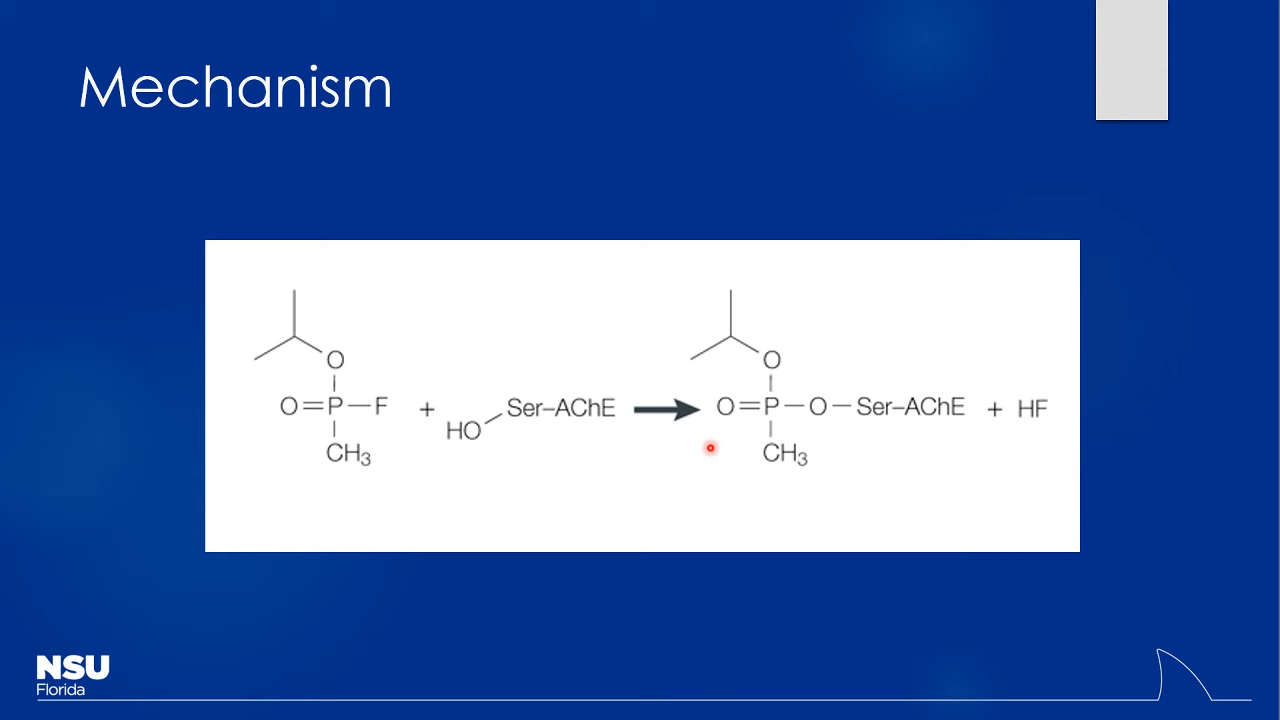 Mechanism
O
O=P—F + HO Ser–AChE
CH3
O
O=P—O—Ser–AChE + HF
CH3
NSU
Florida